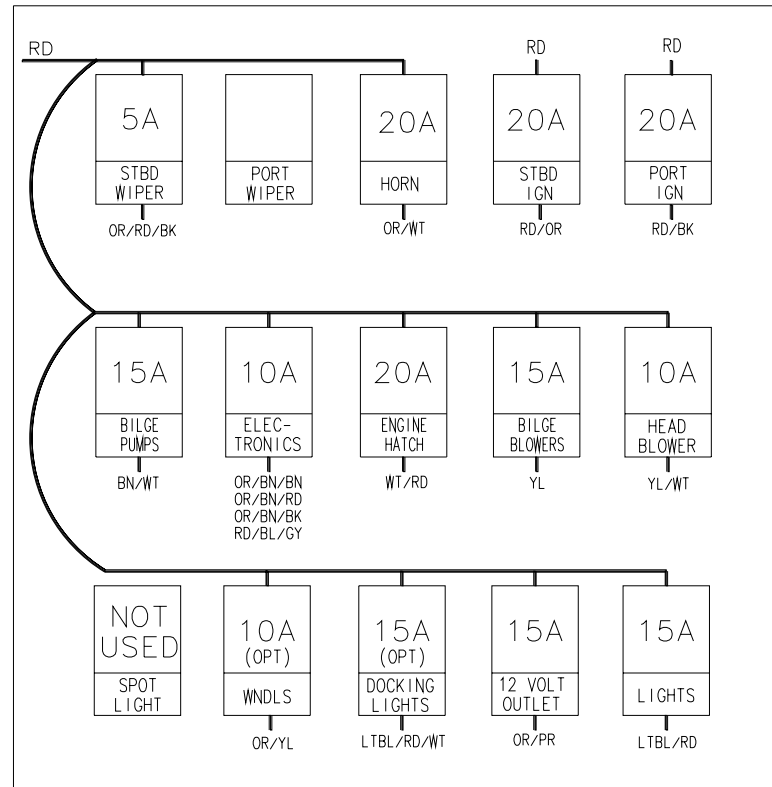 RD
RD
RD
5A
STBD
WIPER
OR/RD/BK
PORT
WIPER
20A
HORN
OR/WT
20A
STBD
IGN
RD/OR
20A
PORT
IGN
RD/BK
15A
BILGE
PUMPS
BN/WT
10A
ELEC-
TRONICS
OR/BN/BN
OR/BN/RD
OR/BN/BK
RD/BL/GY
20A
ENGINE
HATCH
WT/RD
15A
BILGE
BLOWERS
YL
10A
HEAD
BLOWER
YL/WT
NOT
USED
SPOT
LIGHT
10A
(OPT)
WNDLS
OR/YL
15A
(OPT)
DOCKING
LIGHTS
LTBL/RD/WT
15A
12 VOLT
OUTLET
OR/PR
15A
LIGHTS
LTBL/RD